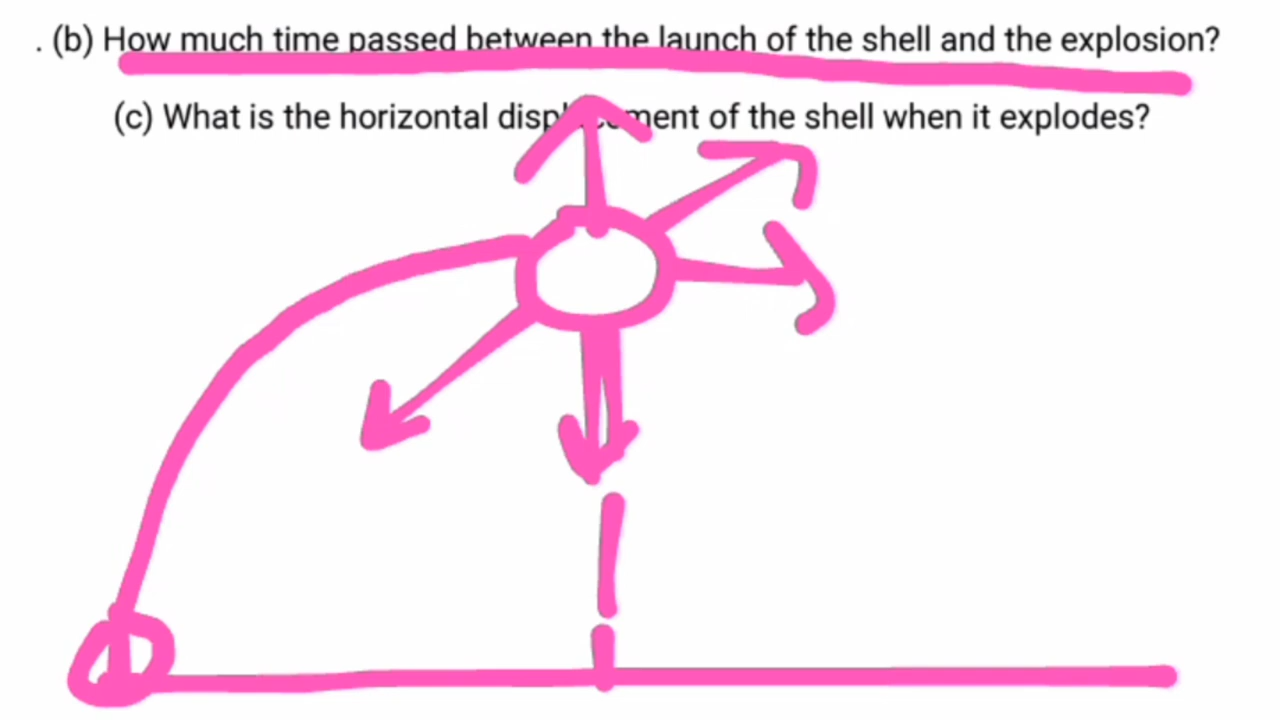 . (b) How much time passed between the launch of the shell and the explosion?
(c) What is the horizontal displacement of the shell when it explodes?